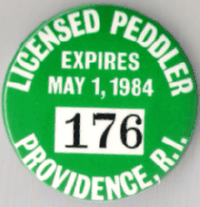 LICENSED PEDDLER
EXPIRES
MAY 1, 1984
176
PROVIDENCE, R.I.